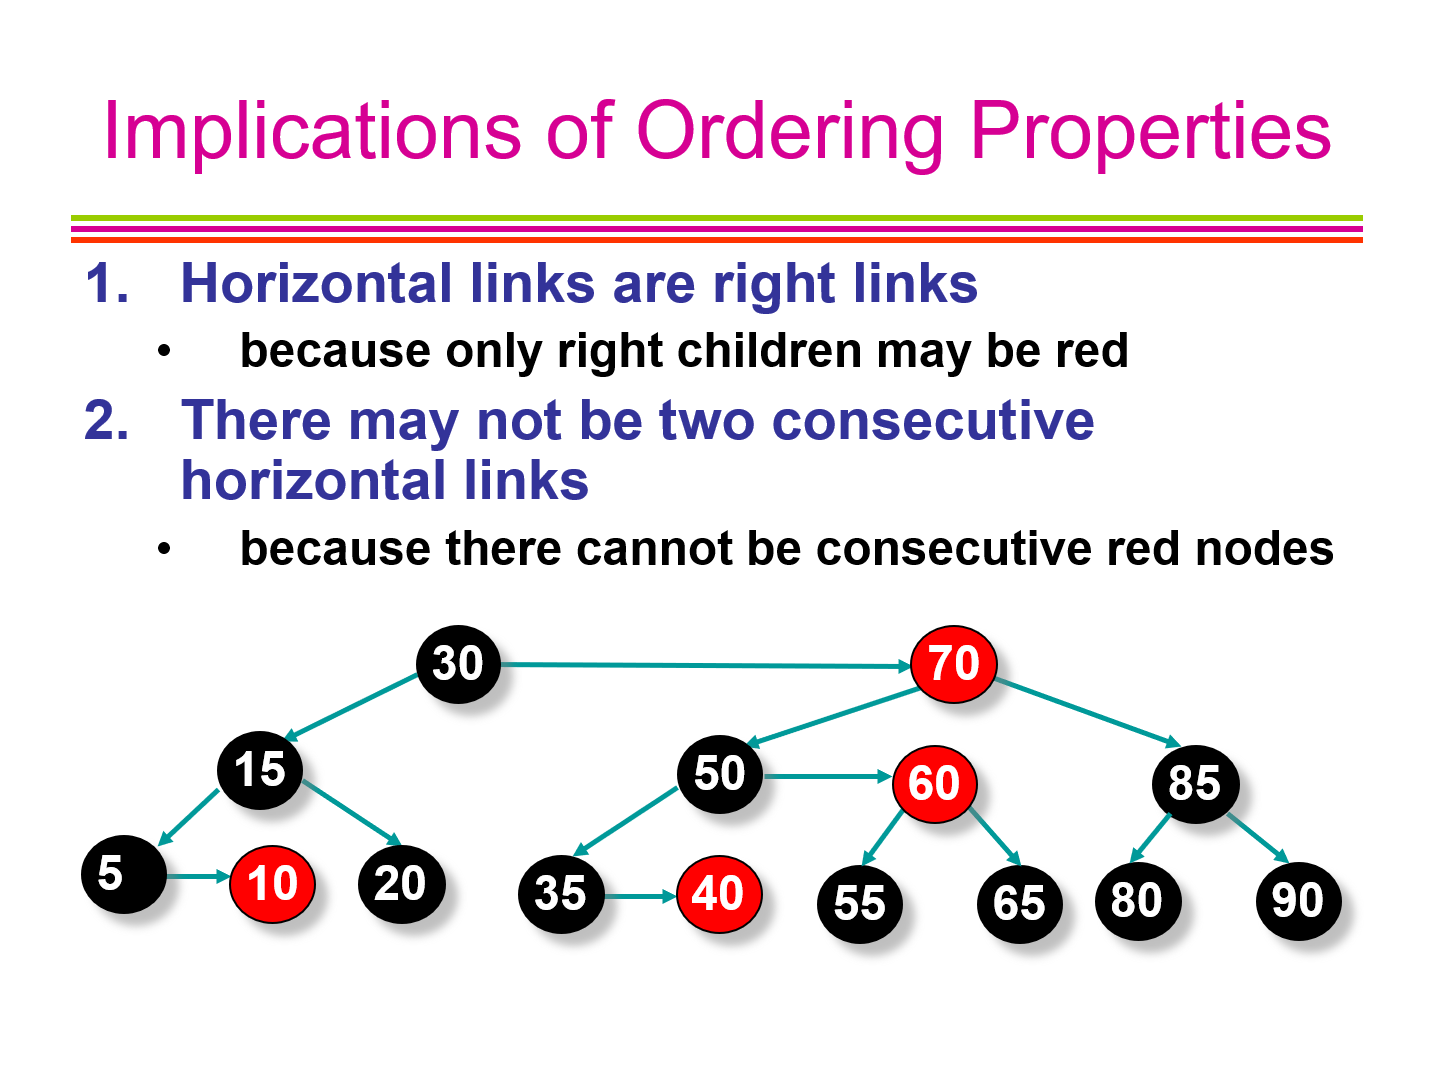 Implications of Ordering Properties
1. Horizontal links are right links
• because only right children may be red
2. There may not be two consecutive
horizontal links
• because there cannot be consecutive red nodes
30 70
15 50 60 85
5 10 20 35 40 55 65 80 90